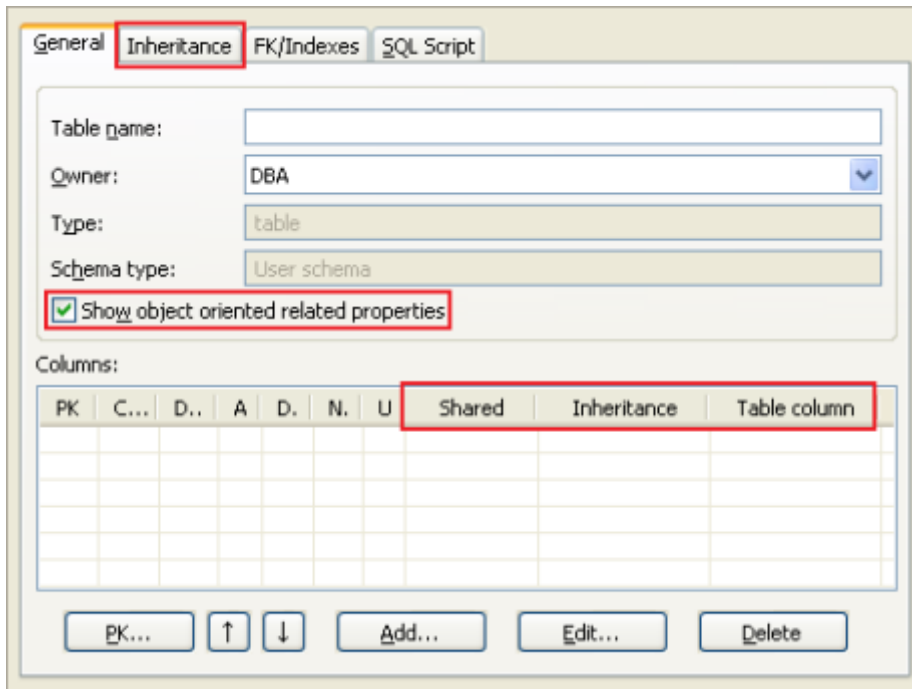 General Inheritance FK/Indexes SQL Script
Table name:
Owner: DBA
Type: table
Schema type: User schema
Show object oriented related properties
Columns:
PK C... D.. A D. N. U Shared Inheritance Table column
PK... ↑ ↓ Add... Edit... Delete